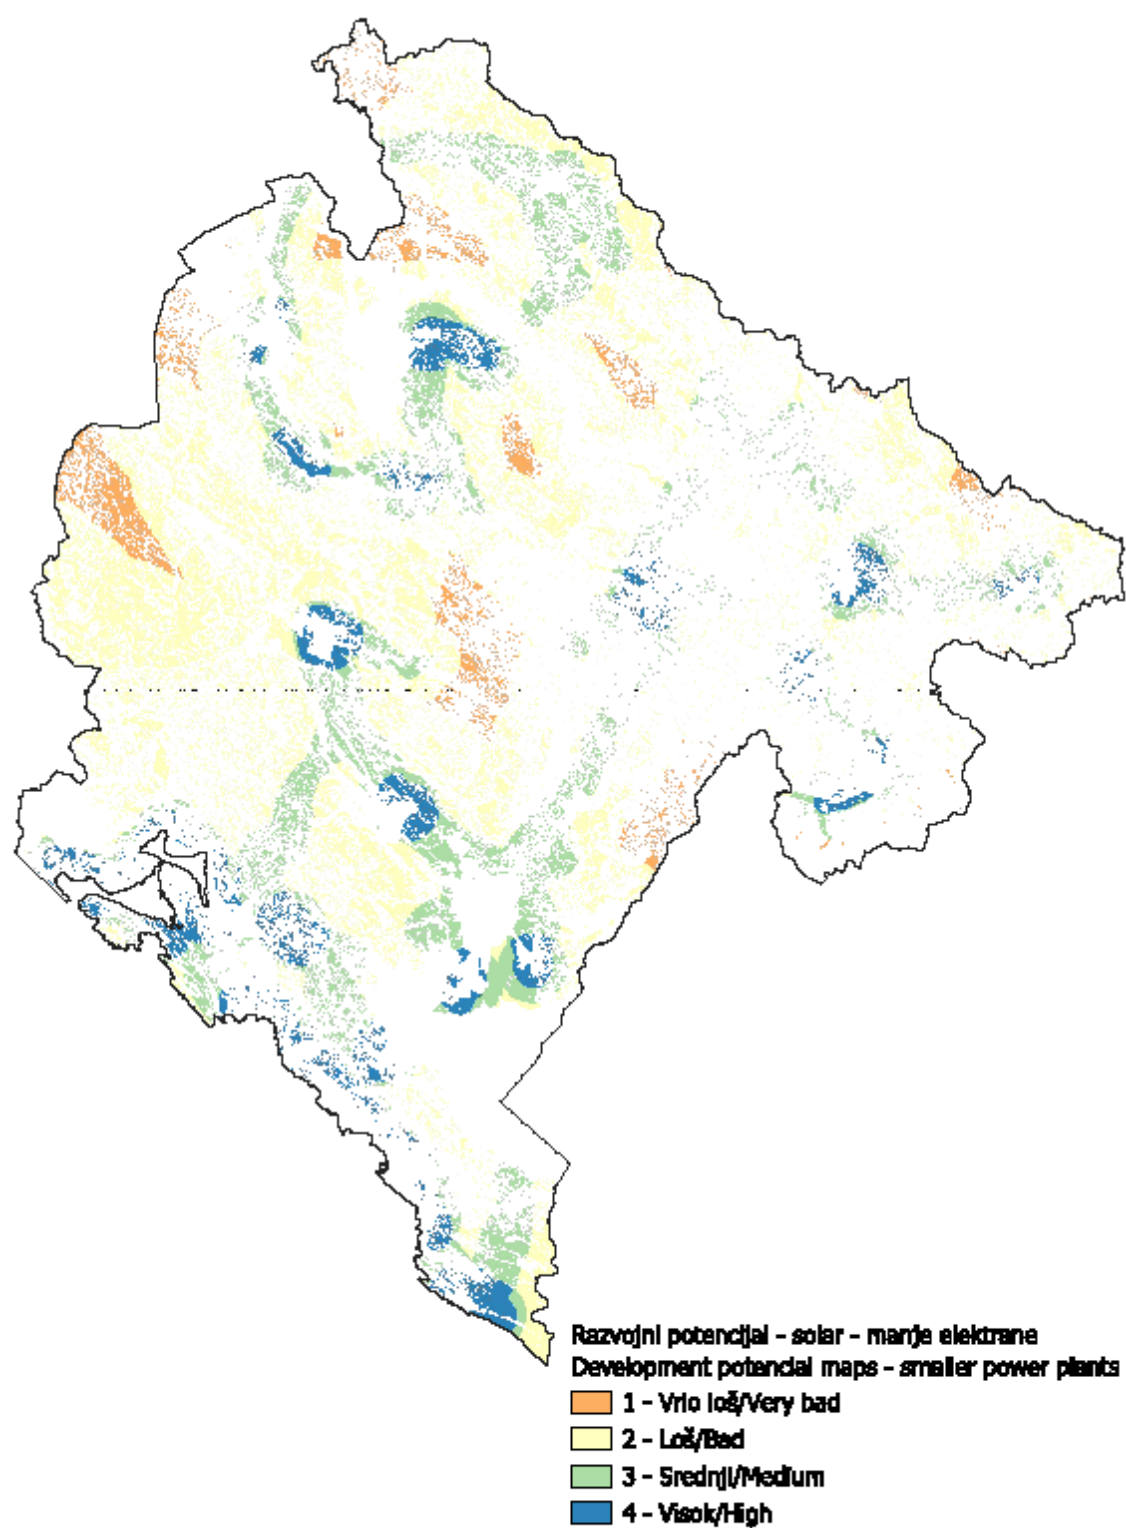 Razvojni potencijal - solar - manje elektrane
Development potencial maps - smaller power plants
1 - Vrlo loš/Very bad
2 - Loš/Bad
3 - Srednji/Medium
4 - Visok/High